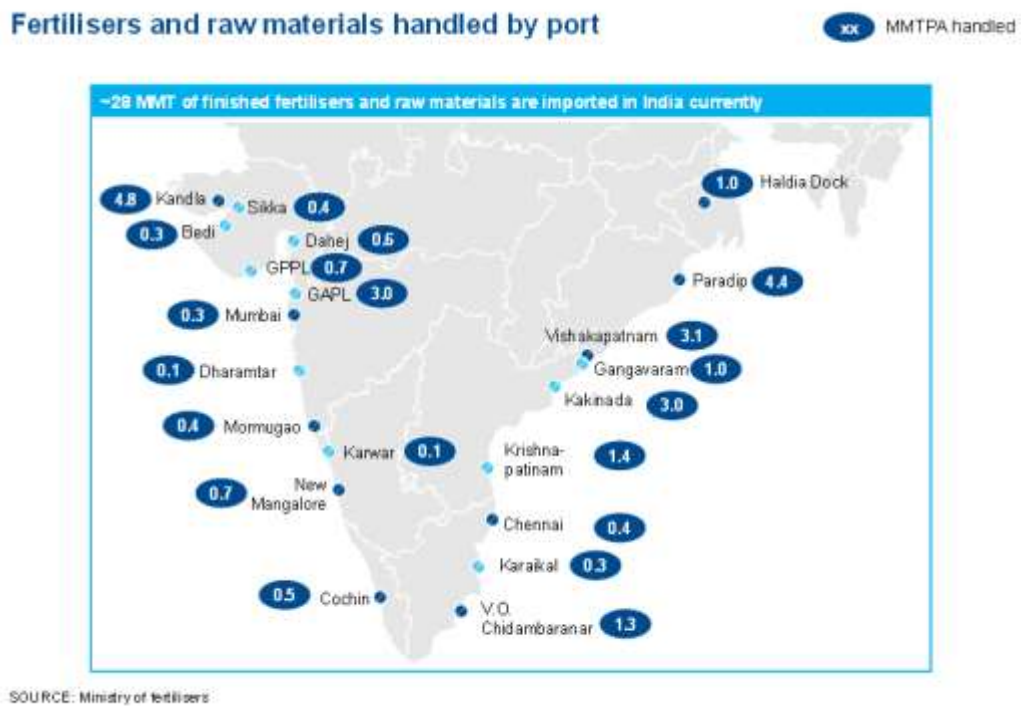 Fertilisers and raw materials handled by port
xx MMTPA handled
~28 MMT of finished fertilisers and raw materials are imported in India currently
4.8 Kandla
Sikka 0.4
0.3 Bedi
Dahej 0.6
GPPL 0.7
GAPL 3.0
0.3 Mumbai
0.1 Dharamtar
0.4 Mormugao
Karwar 0.1
0.7 New
Mangalore
0.5 Cochin
1.0 Haldia Dock
Paradip 4.4
Vishakapatnam 3.1
Gangavaram 1.0
Kakinada 3.0
Krishna-
patinam 1.4
Chennai 0.4
Karaikal 0.3
V.O.
Chidambaranar 1.3
SOURCE: Ministry of fertilisers